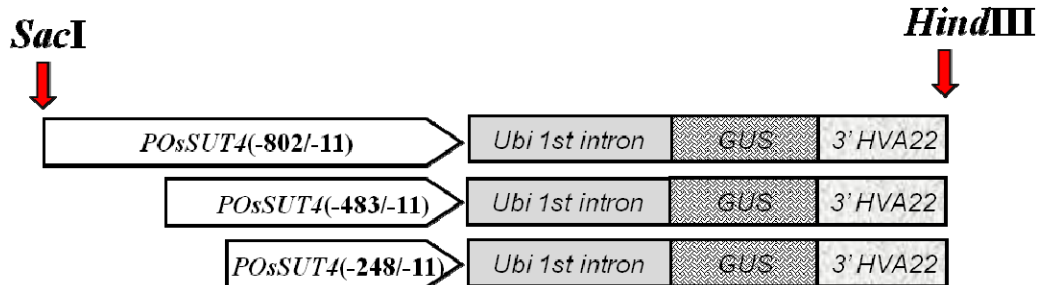 SacI HindIII
POsSUT4(-802/-11) Ubi 1st intron GUS 3' HVA22
POsSUT4(-483/-11) Ubi 1st intron GUS 3' HVA22
POsSUT4(-248/-11) Ubi 1st intron GUS 3' HVA22